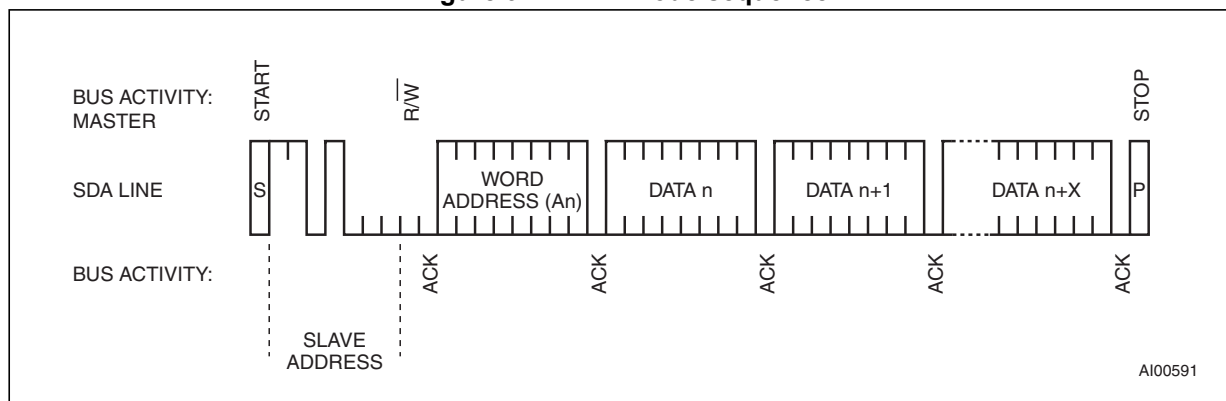 BUS ACTIVITY:
MASTER
START
R/W
STOP
SDA LINE
S
WORD
ADDRESS (An)
DATA n
DATA n+1
DATA n+X
P
BUS ACTIVITY:
ACK
ACK
ACK
ACK
ACK
SLAVE
ADDRESS
AI00591